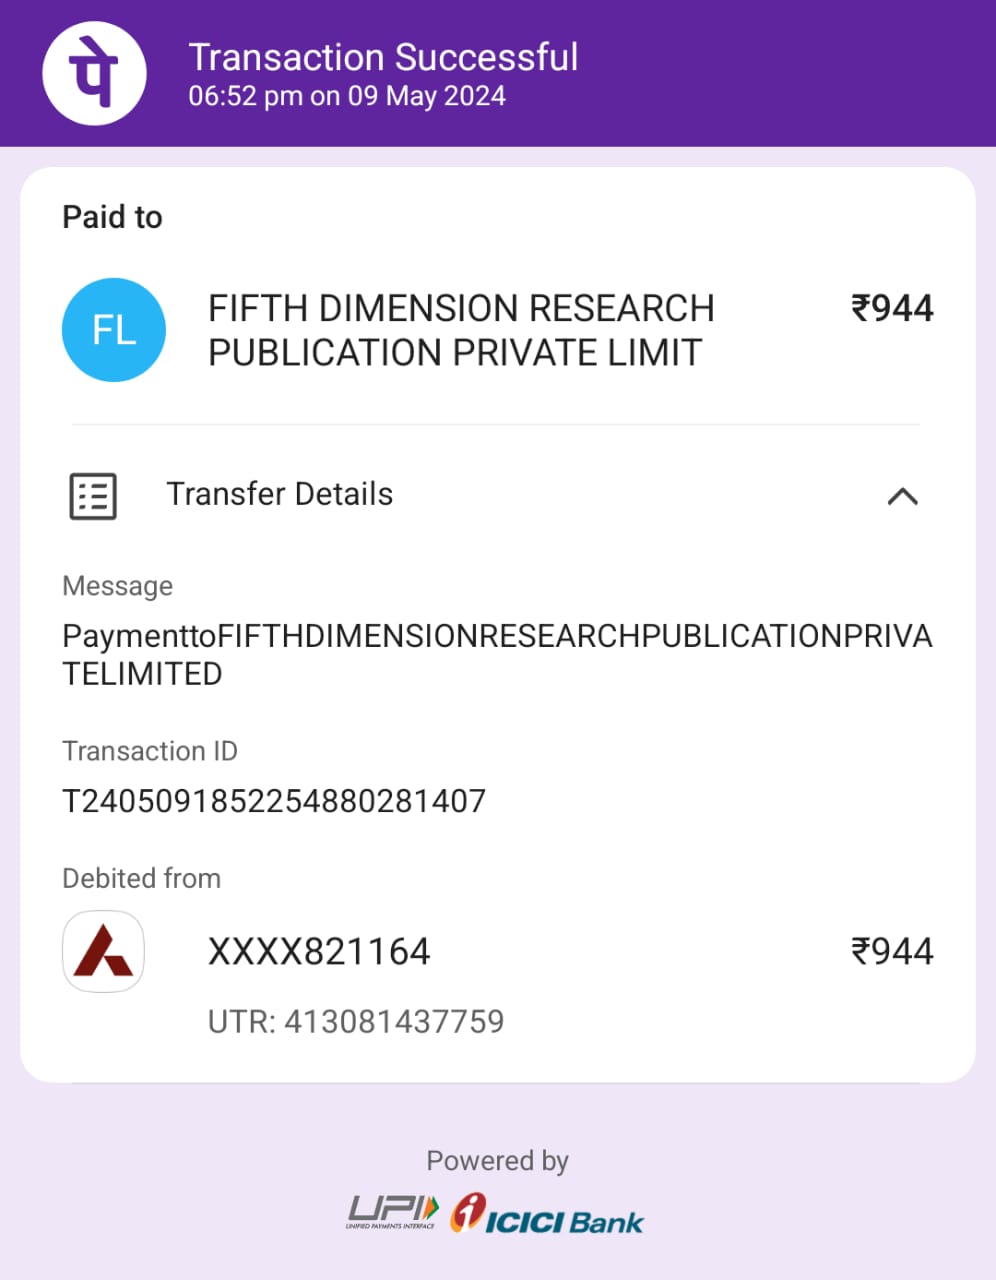 पे
Transaction Successful
06:52 pm on 09 May 2024
Paid to
FL
FIFTH DIMENSION RESEARCH
PUBLICATION PRIVATE LIMIT
₹944
Transfer Details
Message
PaymenttoFIFTHDIMENSIONRESEARCHPUBLICATIONPRIVA
TELIMITED
Transaction ID
T2405091852254880281407
Debited from
XXXX821164
₹944
UTR: 413081437759
Powered by
UPI
UNIFIED PAYMENTS INTERFACE
ICICI Bank